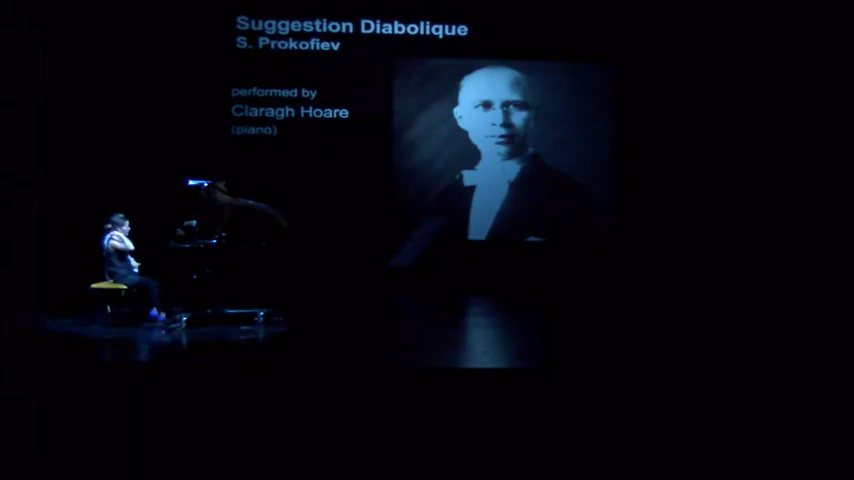 Suggestion Diabolique
S. Prokofiev
performed by
Claragh Hoare
(piano)